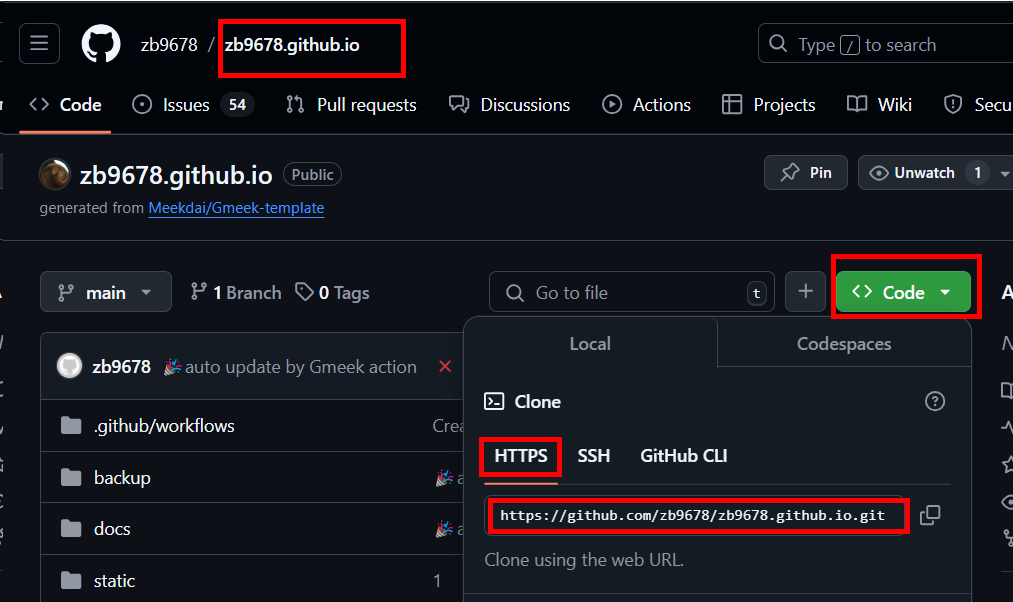 zb9678 / zb9678.github.io
Type / to search
Code Issues 54 Pull requests Discussions Actions Projects Wiki Secu
zb9678.github.io Public
Pin Unwatch 1
generated from Meekdai/Gmeek-template
main 1 Branch 0 Tags
Go to file t
Code
Local Codespaces
zb9678 🎉 auto update by Gmeek action
Clone
.github/workflows Crea
HTTPS SSH GitHub CLI
backup 🎉 a
https://github.com/zb9678/zb9678.github.io.git
docs 🎉 a
Clone using the web URL.
static 1